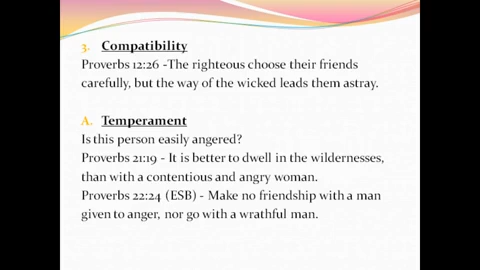 3. Compatibility
Proverbs 12:26 -The righteous choose their friends
carefully, but the way of the wicked leads them astray.
A. Temperament
Is this person easily angered?
Proverbs 21:19 - It is better to dwell in the wildernesses,
than with a contentious and angry woman.
Proverbs 22:24 (ESB) - Make no friendship with a man
given to anger, nor go with a wrathful man.